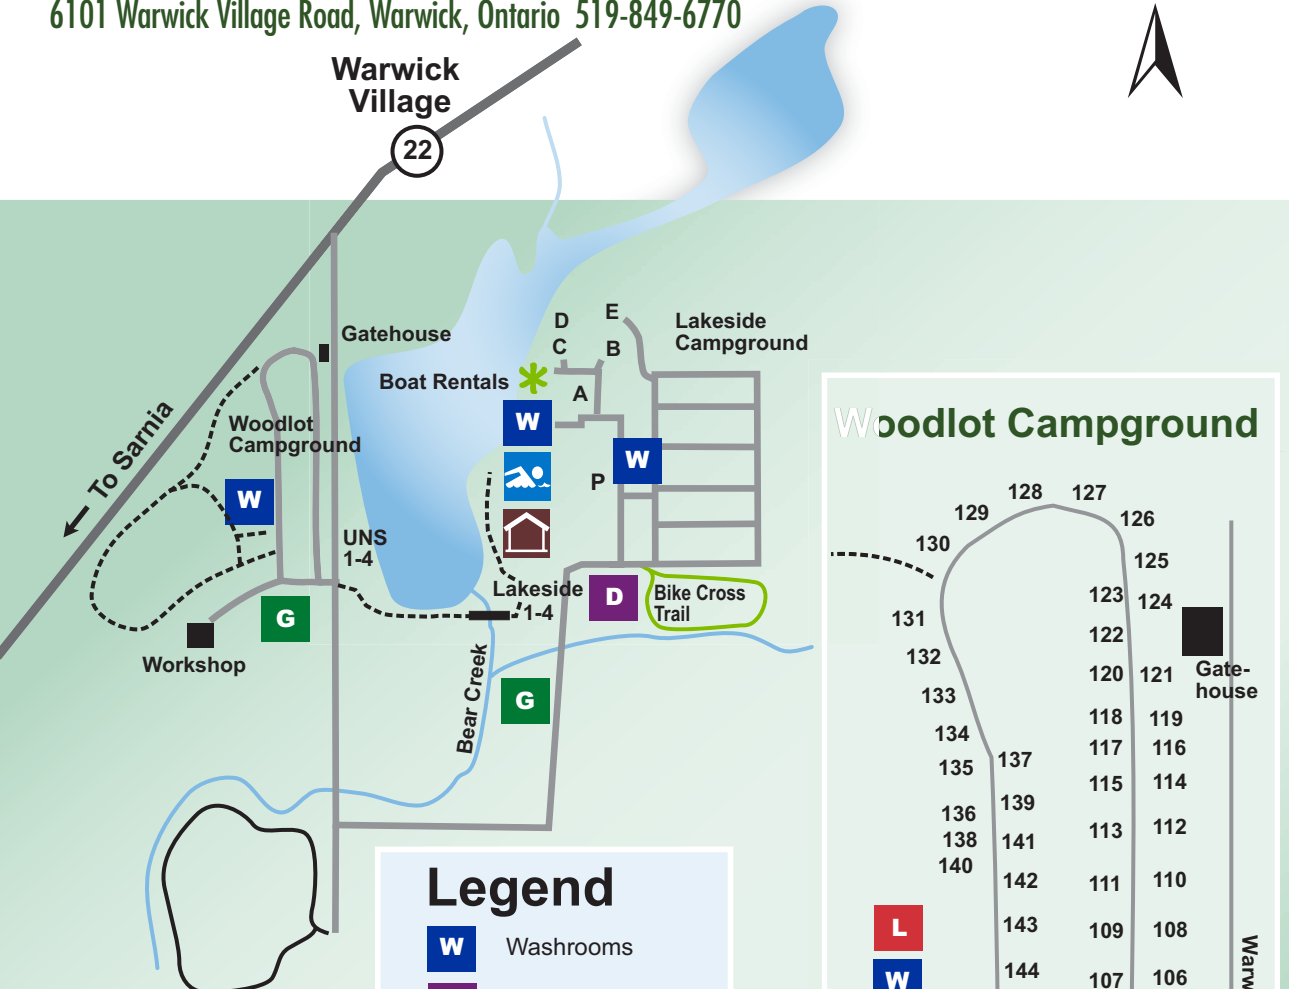 6101 Warwick Village Road, Warwick, Ontario 519-849-6770
Warwick
Village
22
To Sarnia
Gatehouse
Boat Rentals
D
E
C
B
A
Lakeside
Campground
Woodlot
Campground
W
W
W
P
UNS
1-4
Lakeside
1-4
D
Bike Cross
Trail
G
Workshop
G
Bear Creek
Legend
W Washrooms
Woodlot Campground
128 127
129 126
130 125
123 124
131 122
132 120 121
Gate-
house
133 118 119
134 117 116
135 137 115 114
139
136 113 112
138 141
140 142 111 110
L 143 109 108
W 144 107 106